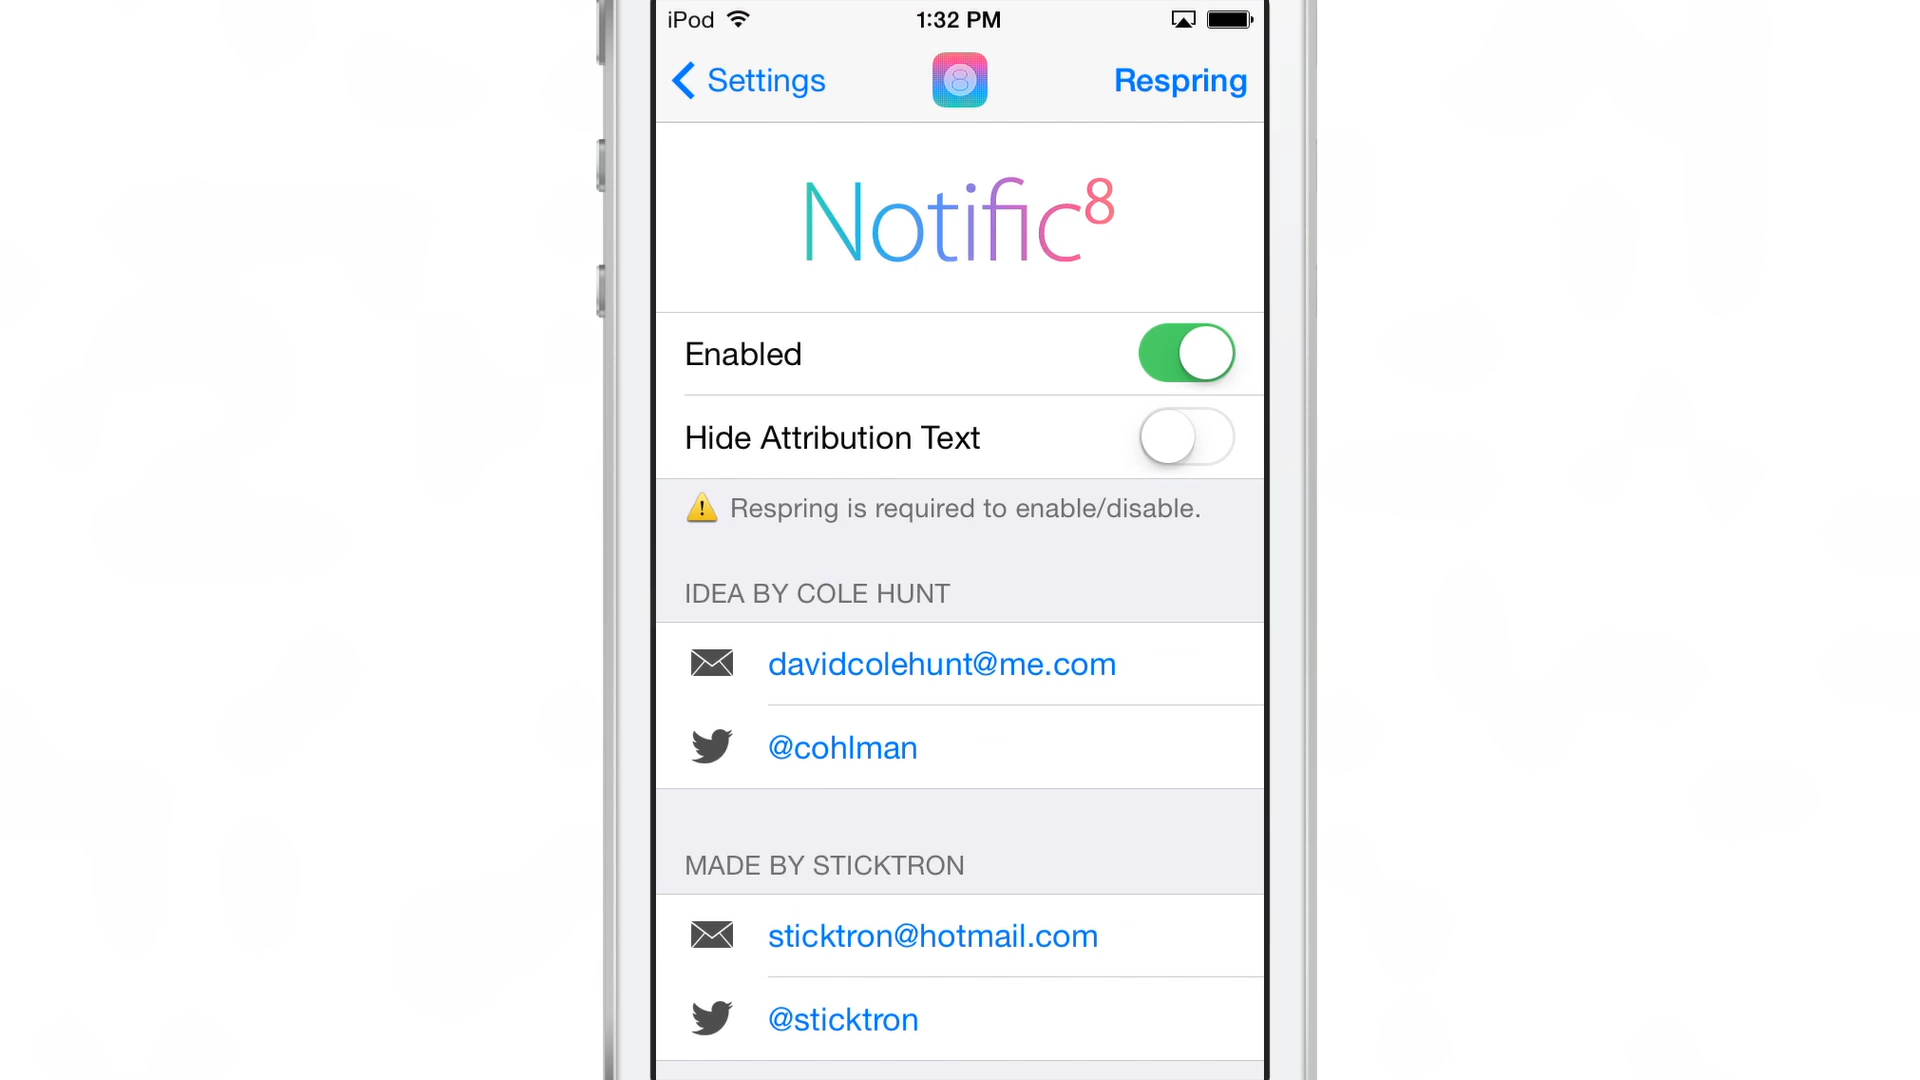 iPod 1:32 PM
Settings 8 Respring
Notific8
Enabled
Hide Attribution Text
Respring is required to enable/disable.
IDEA BY COLE HUNT
davidcolehunt@me.com
@cohlman
MADE BY STICKTRON
sticktron@hotmail.com
@sticktron